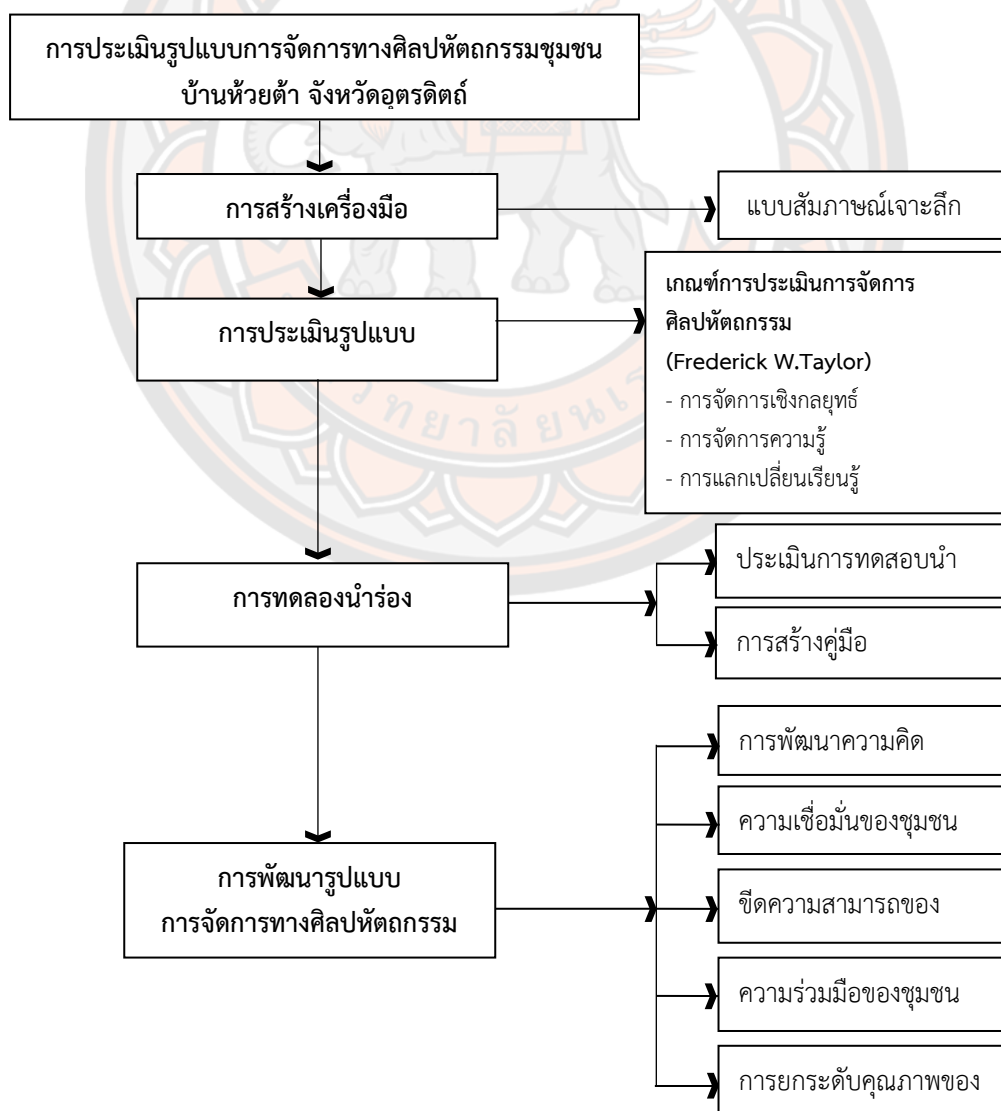 การประเมินรูปแบบการจัดการทางศิลปหัตถกรรมชุมชน
บ้านห้วยต้า จังหวัดอุตรดิตถ์
การสร้างเครื่องมือ
แบบสัมภาษณ์เจาะลึก
การประเมินรูปแบบ
เกณฑ์การประเมินการจัดการ
ศิลปหัตถกรรม
(Frederick W.Taylor)
- การจัดการเชิงกลยุทธ์
- การจัดการความรู้
- การแลกเปลี่ยนเรียนรู้
การทดลองนำร่อง
ประเมินการทดสอบนำ
การสร้างคู่มือ
การพัฒนารูปแบบ
การจัดการทางศิลปหัตถกรรม
การพัฒนาความคิด
ความเชื่อมั่นของชุมชน
ขีดความสามารถของ
ความร่วมมือของชุมชน
การยกระดับคุณภาพของ